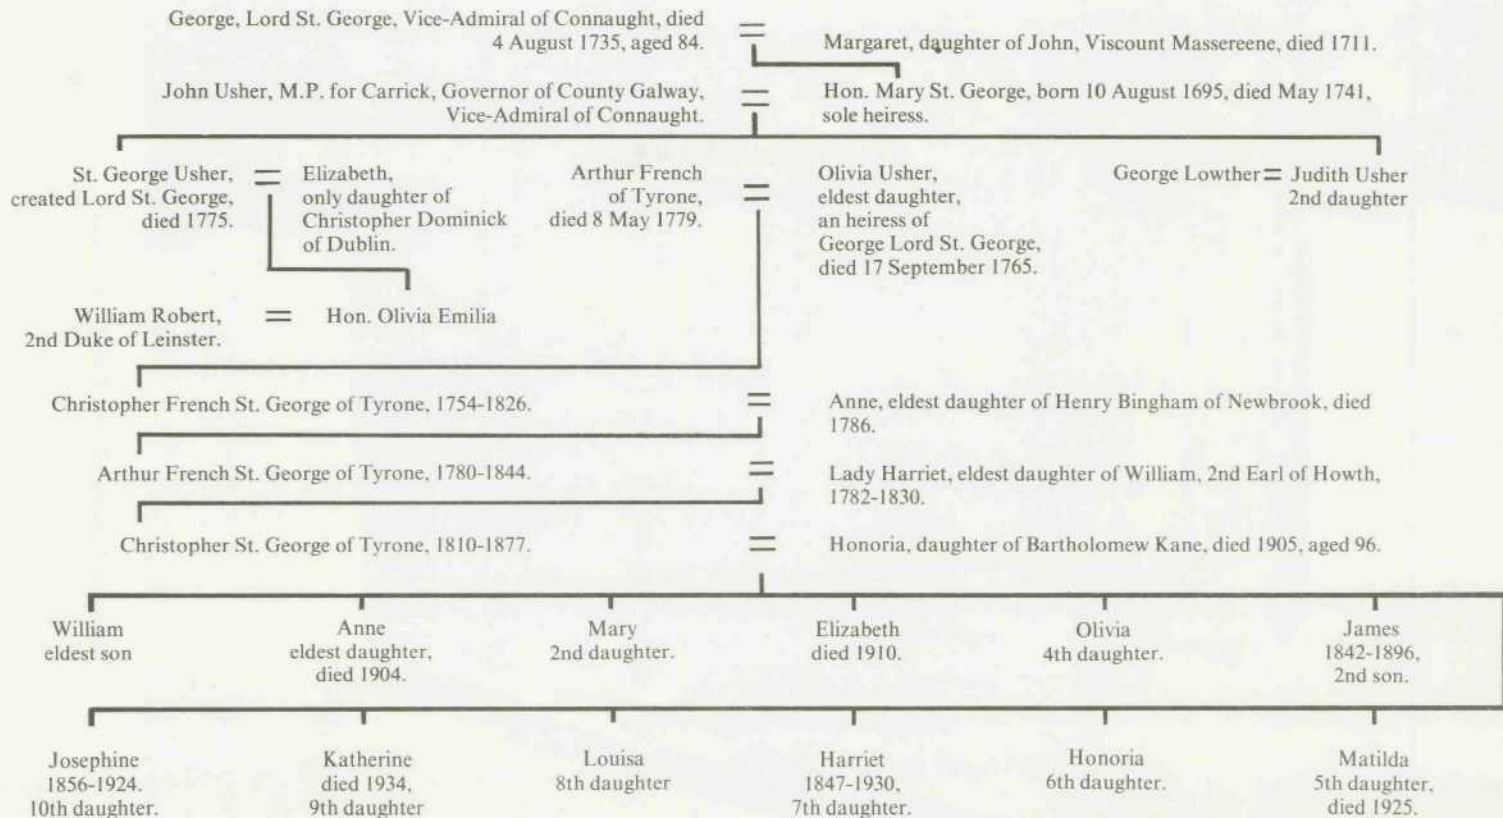 George, Lord St. George, Vice-Admiral of Connaught, died
4 August 1735, aged 84.
=
Margaret, daughter of John, Viscount Massereene, died 1711.
John Usher, M.P. for Carrick, Governor of County Galway,
Vice-Admiral of Connaught.
=
Hon. Mary St. George, born 10 August 1695, died May 1741,
sole heiress.
St. George Usher,
created Lord St. George,
died 1775.
=
Elizabeth,
only daughter of
Christopher Dominick
of Dublin.
Arthur French
of Tyrone,
died 8 May 1779.
=
Olivia Usher,
eldest daughter,
an heiress of
George Lord St. George,
died 17 September 1765.
George Lowther = Judith Usher
2nd daughter
William Robert,
2nd Duke of Leinster.
=
Hon. Olivia Emilia
Christopher French St. George of Tyrone, 1754-1826.
=
Anne, eldest daughter of Henry Bingham of Newbrook, died
1786.
Arthur French St. George of Tyrone, 1780-1844.
=
Lady Harriet, eldest daughter of William, 2nd Earl of Howth,
1782-1830.
Christopher St. George of Tyrone, 1810-1877.
=
Honoria, daughter of Bartholomew Kane, died 1905, aged 96.
William
eldest son
Anne
eldest daughter,
died 1904.
Mary
2nd daughter.
Elizabeth
died 1910.
Olivia
4th daughter.
James
1842-1896,
2nd son.
Josephine
1856-1924.
10th daughter.
Katherine
died 1934,
9th daughter
Louisa
8th daughter
Harriet
1847-1930,
7th daughter.
Honoria
6th daughter.
Matilda
5th daughter,
died 1925.